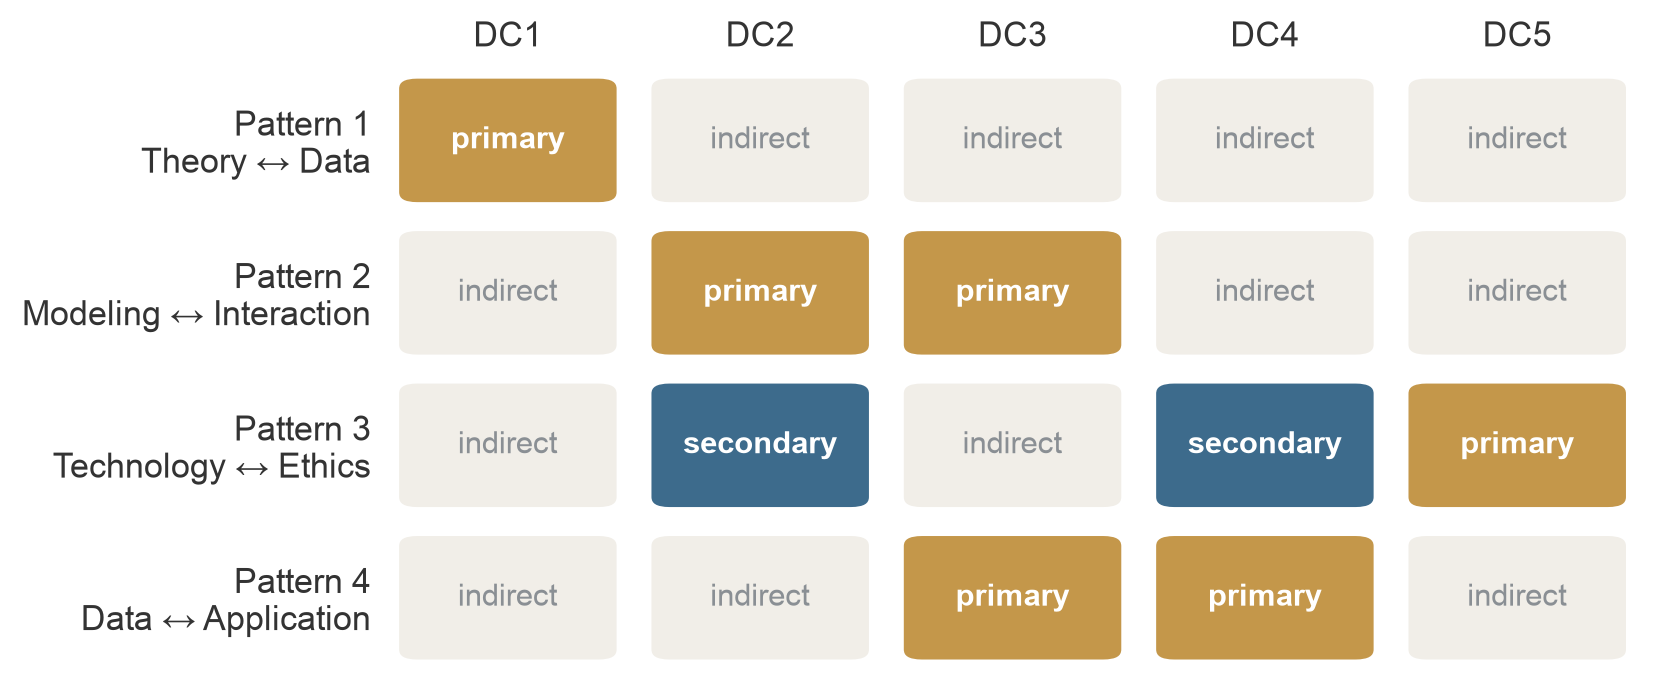 DC1 DC2 DC3 DC4 DC5
Pattern 1
Theory ↔ Data
primary indirect indirect indirect indirect
Pattern 2
Modeling ↔ Interaction
indirect primary primary indirect indirect
Pattern 3
Technology ↔ Ethics
indirect secondary indirect secondary primary
Pattern 4
Data ↔ Application
indirect indirect primary primary indirect